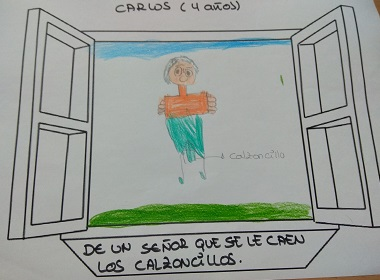 CARLOS (4 años)
calzoncillo
DE UN SEÑOR QUE SE LE CAEN
LOS CALZONCILLOS.